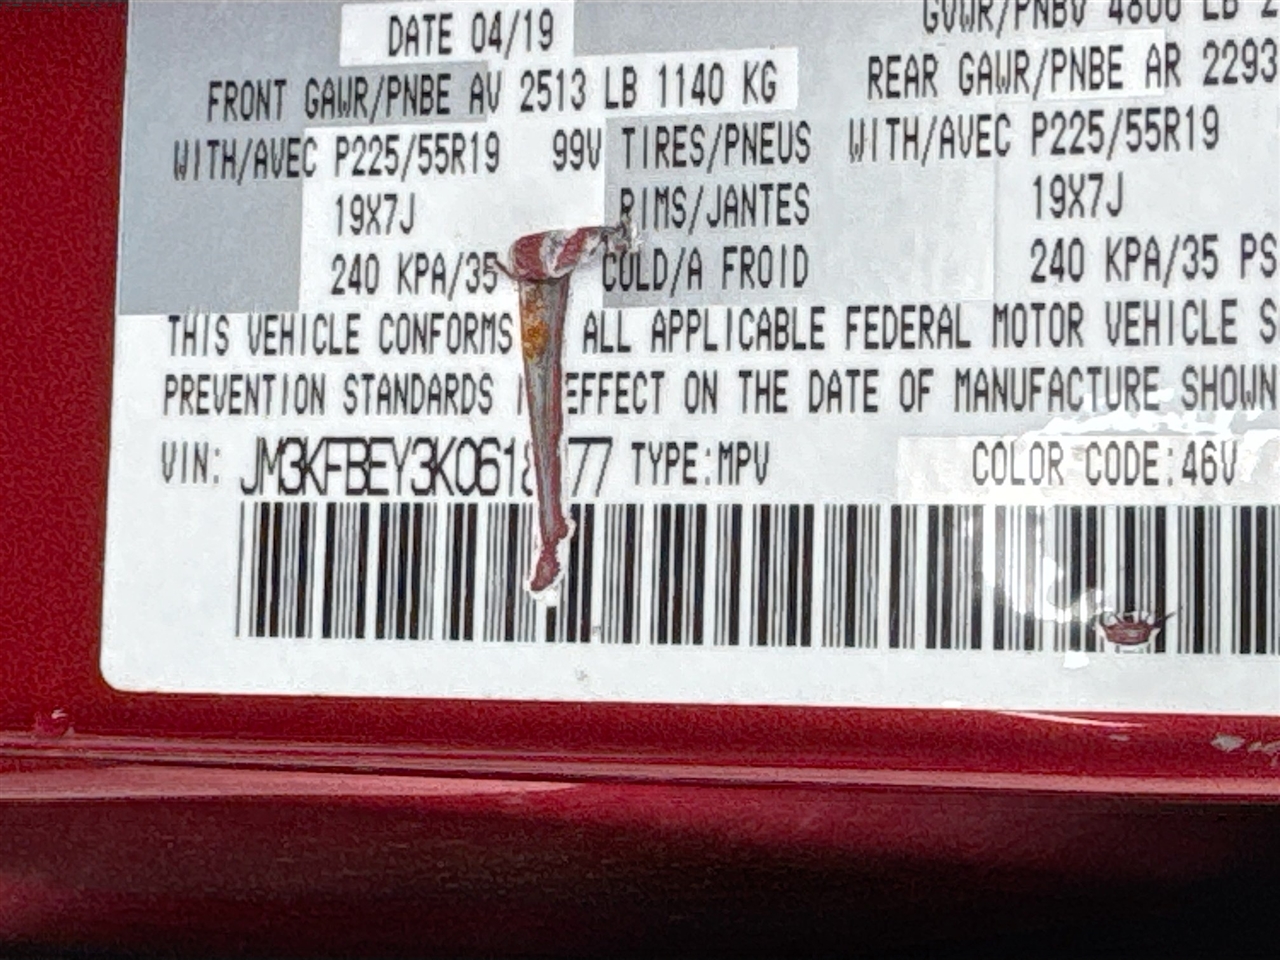 DATE 04/19
GVWR/PNBV 4806 LB
FRONT GAWR/PNBE AV 2513 LB 1140 KG REAR GAWR/PNBE AR 2293
WITH/AVEC P225/55R19 99V TIRES/PNEUS WITH/AVEC P225/55R19
19X7J RIMS/JANTES 19X7J
240 KPA/35 COLD/A FROID 240 KPA/35 PS
THIS VEHICLE CONFORMS ALL APPLICABLE FEDERAL MOTOR VEHICLE S
PREVENTION STANDARDS EFFECT ON THE DATE OF MANUFACTURE SHOWN
VIN: TYPE:MPV COLOR CODE:46V